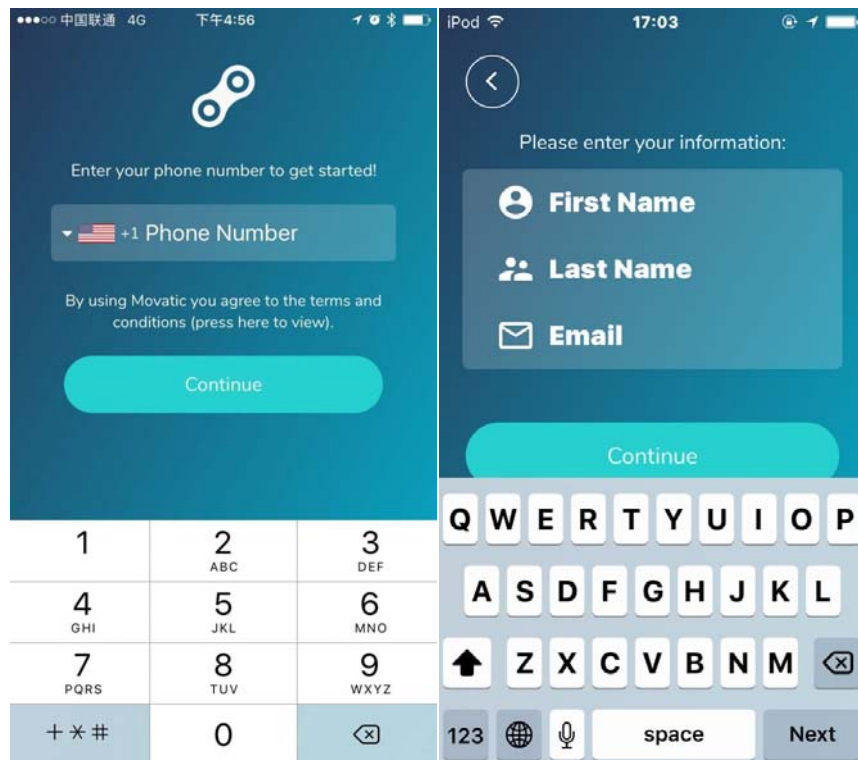 中国联通 4G 下午4:56
Enter your phone number to get started!
+1 Phone Number
By using Movatic you agree to the terms and
conditions (press here to view).
Continue
1 2 3
ABC DEF
4 5 6
GHI JKL MNO
7 8 9
PQRS TUV WXYZ
+*# 0
iPod 17:03
Please enter your information:
First Name
Last Name
Email
Continue
Q W E R T Y U I O P
A S D F G H J K L
Z X C V B N M
123 space Next